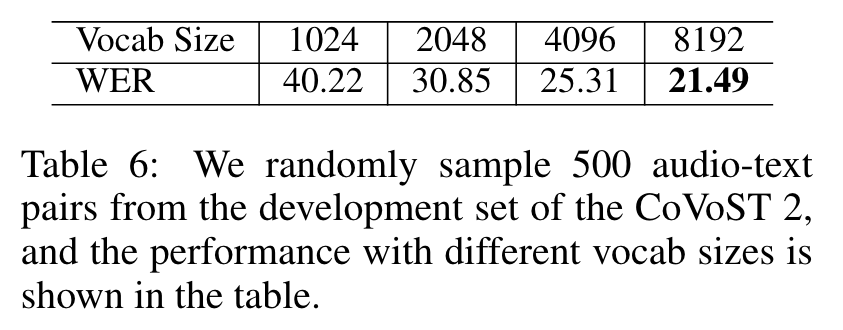 Vocab Size 1024 2048 4096 8192
WER 40.22 30.85 25.31 21.49
Table 6: We randomly sample 500 audio-text
pairs from the development set of the CoVoST 2,
and the performance with different vocab sizes is
shown in the table.